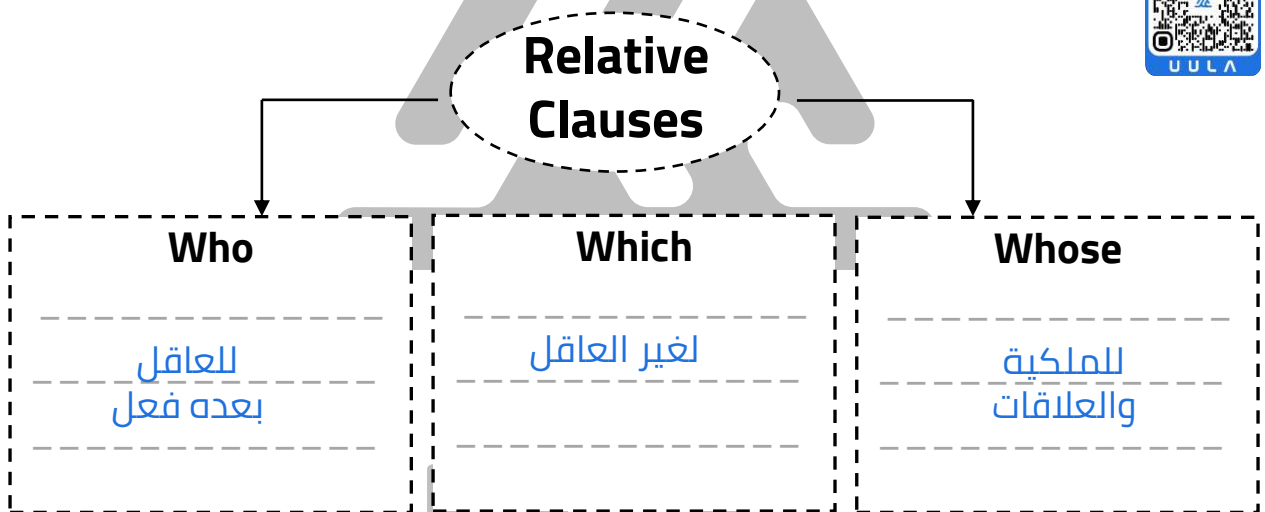 UULA
Relative
Clauses
Who
للعاقل
بعده فعل
Which
لغير العاقل
Whose
للملكية
والعلاقات